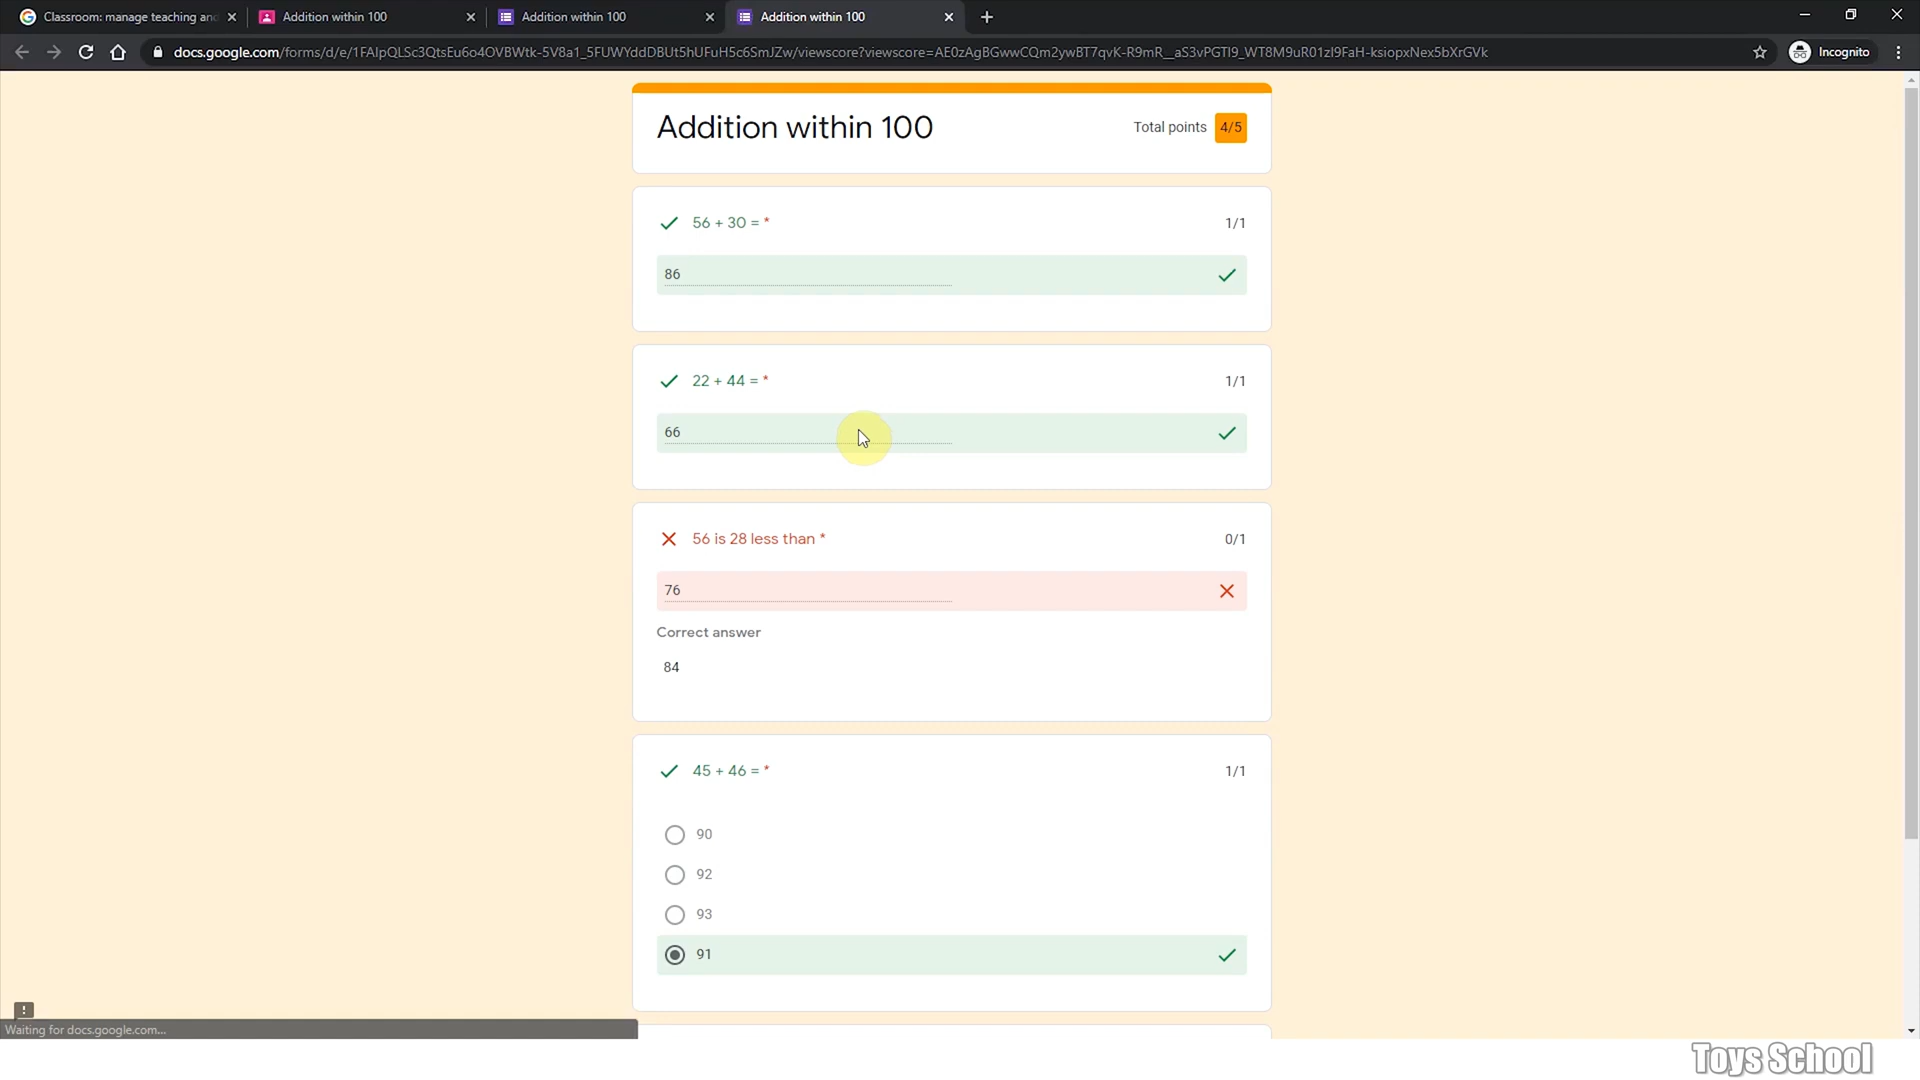 Classroom: manage teaching and
Addition within 100
Addition within 100
Addition within 100
docs.google.com/forms/d/e/1FAIpQLSc3QtsEu6o4OVBWtk-5V8a1_5FUWYddDBUt5hUFuH5c6SmJZw/viewscore?viewscore=AE0zAgBGwwCQm2ywBT7qvK-R9mR__aS3vPGTl9_WT8M9uR01zI9FaH-ksiopxNex5bXrGVk
Incognito
Addition within 100
Total points 4/5
56 + 30 = *
1/1
86
22 + 44 = *
1/1
66
56 is 28 less than *
0/1
76
Correct answer
84
45 + 46 = *
1/1
90
92
93
91
Waiting for docs.google.com...
Toys School